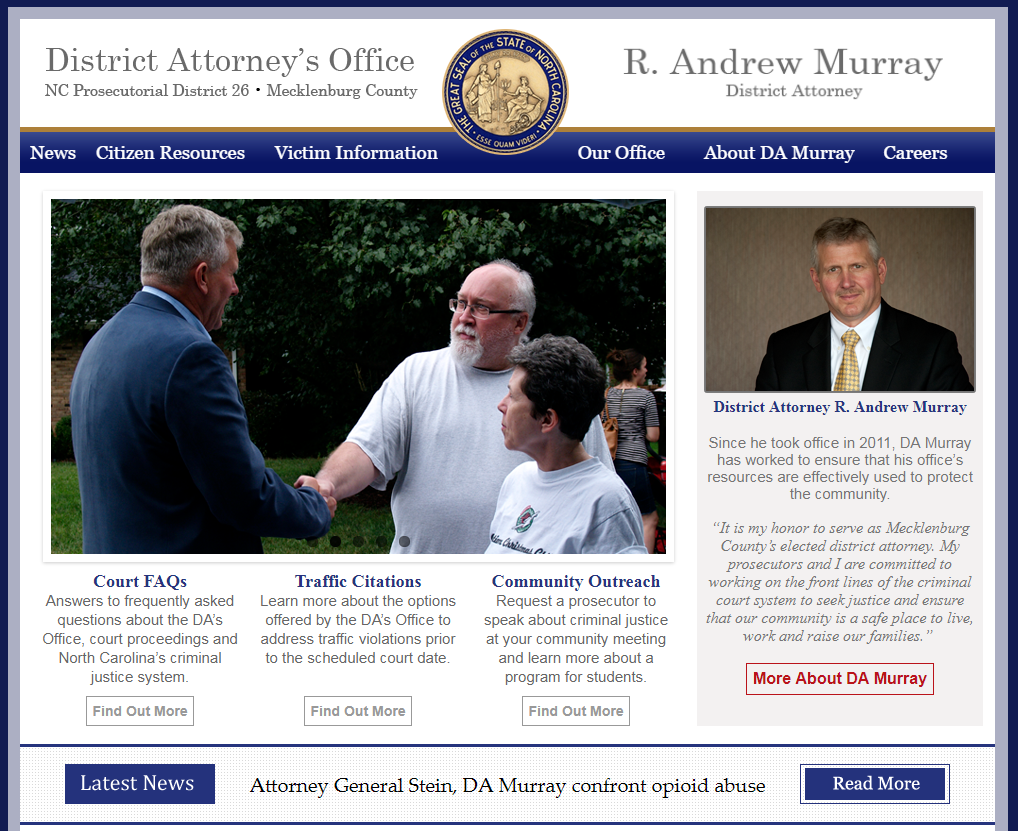 District Attorney's Office
NC Prosecutorial District 26 • Mecklenburg County
THE GREAT SEAL OF THE STATE OF NORTH CAROLINA
ESSE QUAM VIDERI
R. Andrew Murray
District Attorney
News Citizen Resources Victim Information Our Office About DA Murray Careers
District Attorney R. Andrew Murray
Since he took office in 2011, DA Murray
has worked to ensure that his office's
resources are effectively used to protect
the community.
“It is my honor to serve as Mecklenburg
County's elected district attorney. My
prosecutors and I are committed to
working on the front lines of the criminal
court system to seek justice and ensure
that our community is a safe place to live,
work and raise our families.”
More About DA Murray
Court FAQs
Answers to frequently asked
questions about the DA's
Office, court proceedings and
North Carolina's criminal
justice system.
Find Out More
Traffic Citations
Learn more about the options
offered by the DA's Office to
address traffic violations prior
to the scheduled court date.
Find Out More
Community Outreach
Request a prosecutor to
speak about criminal justice
at your community meeting
and learn more about a
program for students.
Find Out More
Latest News Attorney General Stein, DA Murray confront opioid abuse Read More